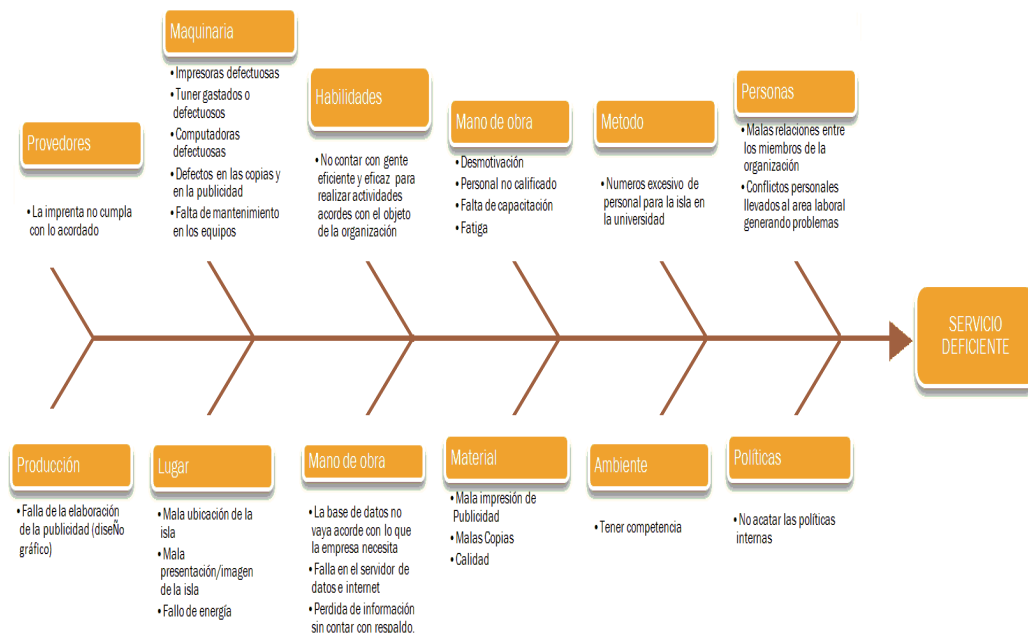 Provedores
• La imprenta no cumpla
con lo acordado
Maquinaria
• Impresoras defectuosas
• Tuner gastados o
defectuosos
• Computadoras
defectuosas
• Defectos en las copias y
en la publicidad
• Falta de mantenimiento
en los equipos
Habilidades
• No contar con gente
eficiente y eficaz para
realizar actividades
acordes con el objeto
de la organización
Mano de obra
• Desmotivación
• Personal no calificado
• Falta de capacitación
• Fatiga
Metodo
• Numeros excesivo de
personal para la isla en
la universidad
Personas
• Malas relaciones entre
los miembros de la
organización
• Conflictos personales
llevados al area laboral
generando problemas
SERVICIO
DEFICIENTE
Producción
• Falla de la elaboración
de la publicidad (diseÑo
gráfico)
Lugar
• Mala ubicación de la
isla
• Mala
presentación/imagen
de la isla
• Fallo de energía
Mano de obra
• La base de datos no
vaya acorde con lo que
la empresa necesita
• Falla en el servidor de
datos e internet
• Perdida de información
sin contar con respaldo.
Material
• Mala impresión de
Publicidad
• Malas Copias
• Calidad
Ambiente
• Tener competencia
Políticas
• No acatar las políticas
internas